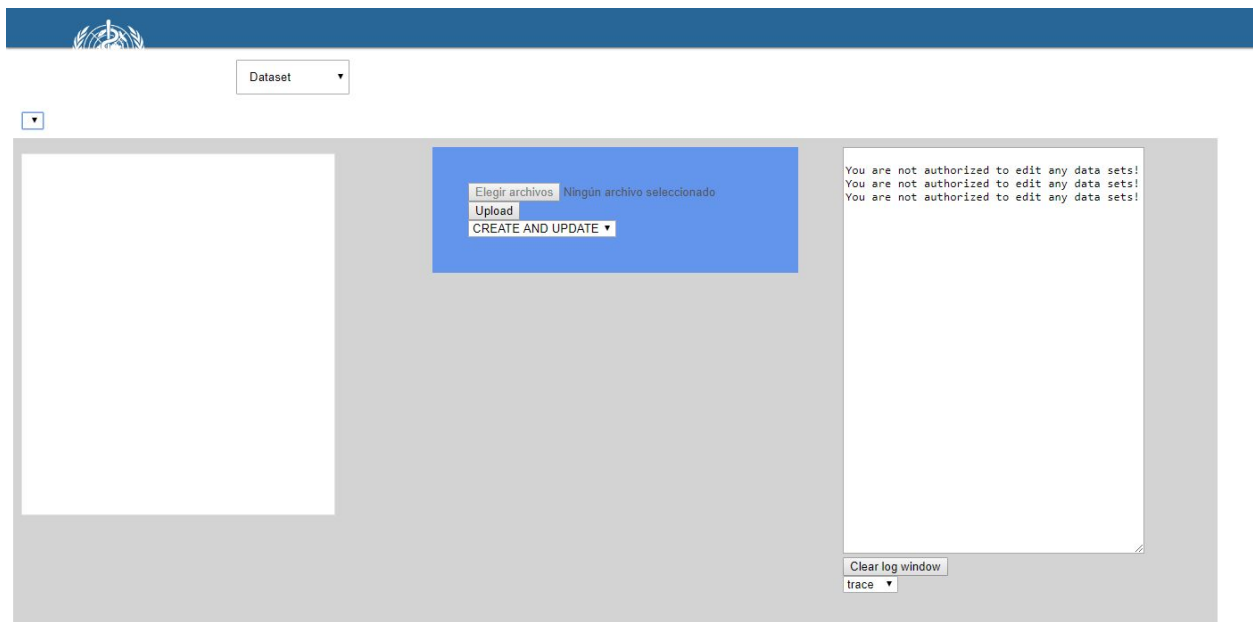 Dataset
Elegir archivos Ningún archivo seleccionado
Upload
CREATE AND UPDATE
You are not authorized to edit any data sets!
You are not authorized to edit any data sets!
You are not authorized to edit any data sets!
Clear log window
trace